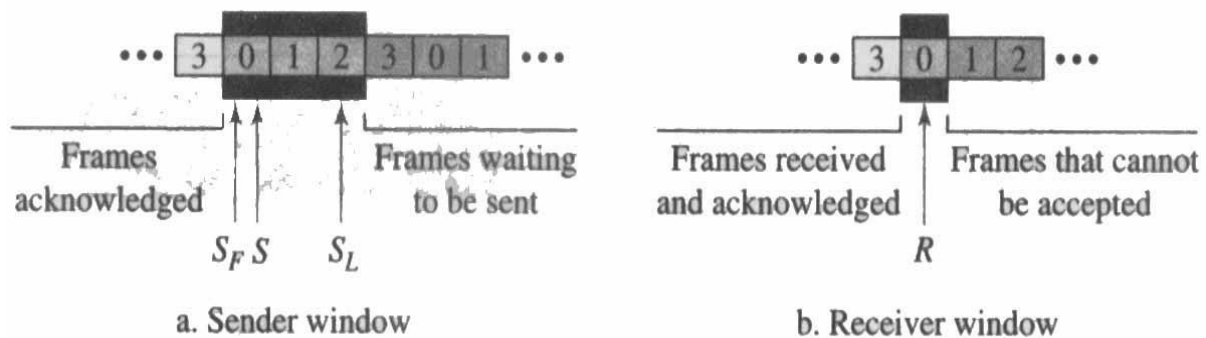 ••• 3 0 1 2 3 0 1 •••
Frames
acknowledged
Frames waiting
to be sent
S_F S S_L
a. Sender window
••• 3 0 1 2 •••
Frames received
and acknowledged
Frames that cannot
be accepted
R
b. Receiver window